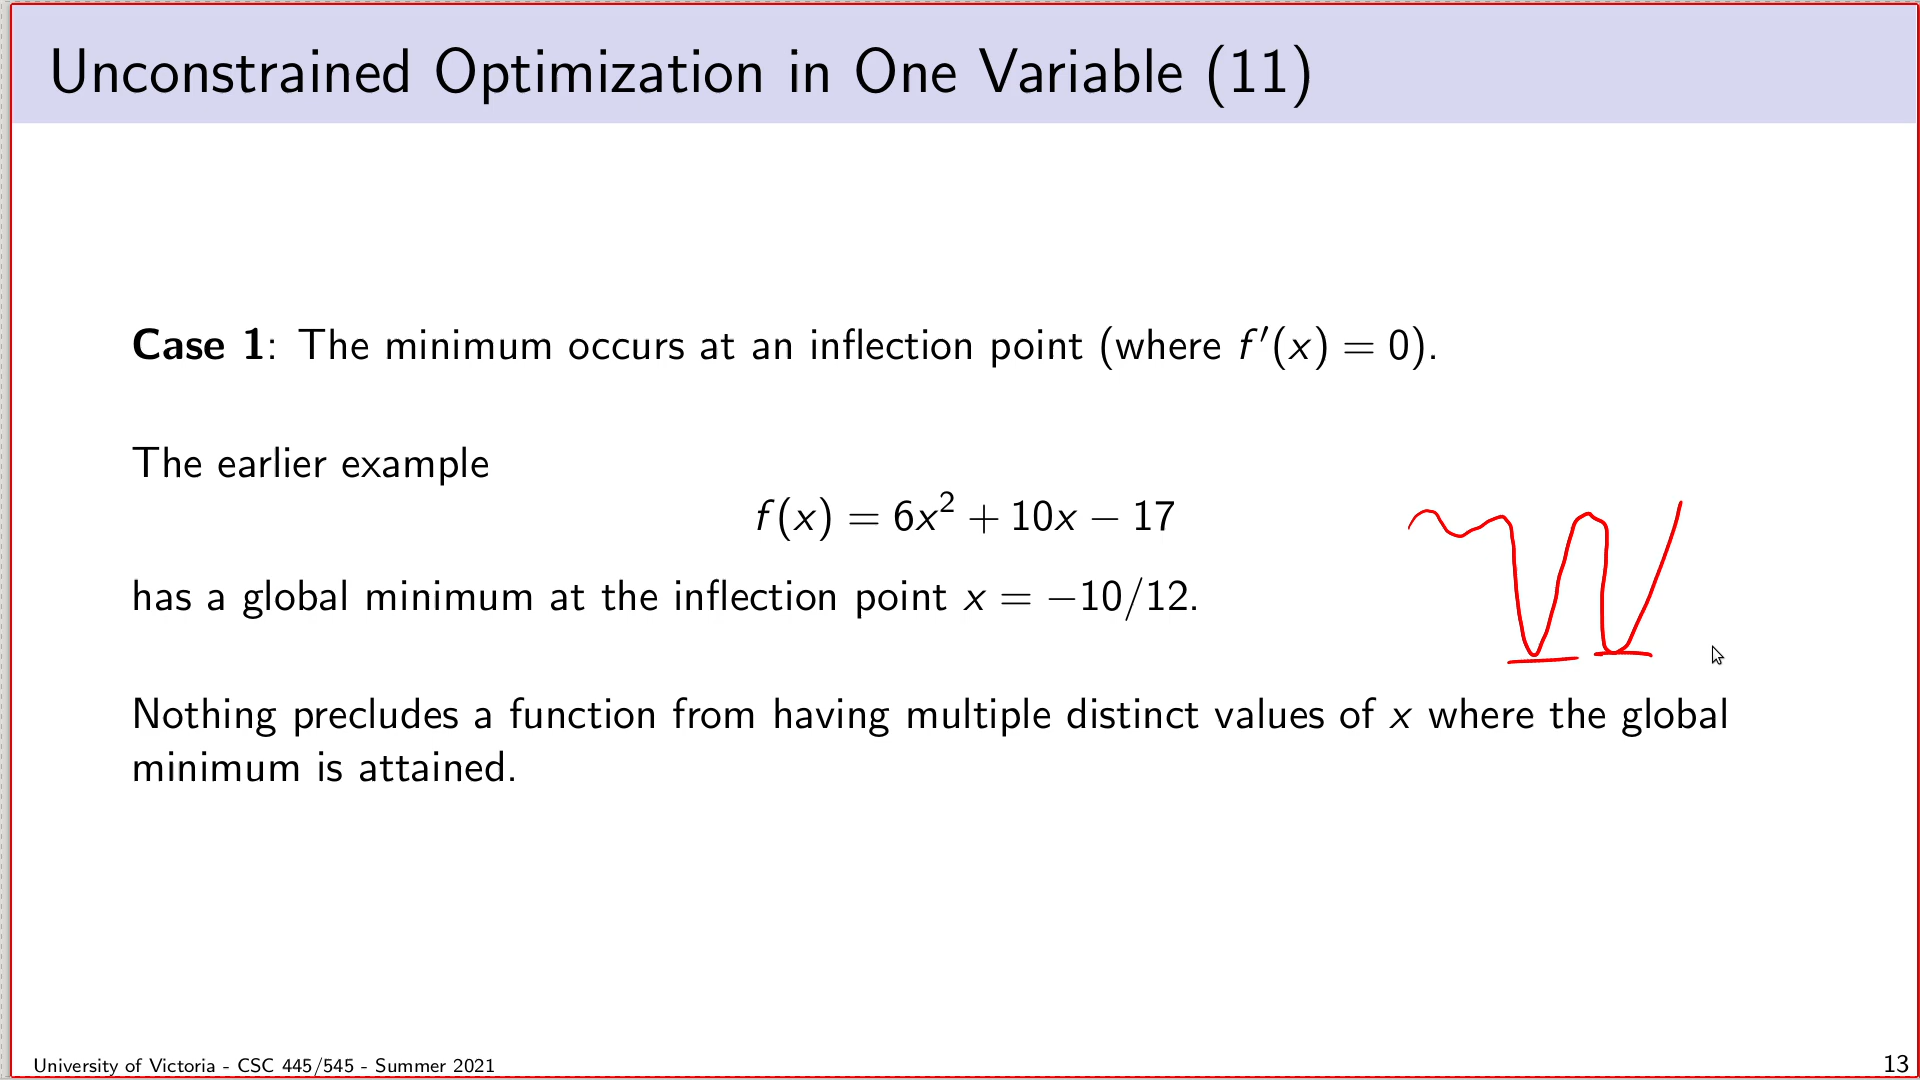 Unconstrained Optimization in One Variable (11)
Case 1: The minimum occurs at an inflection point (where f′(x) = 0).
The earlier example
f(x) = 6x² + 10x − 17
has a global minimum at the inflection point x = −10/12.
Nothing precludes a function from having multiple distinct values of x where the global
minimum is attained.
University of Victoria - CSC 445/545 - Summer 2021
13